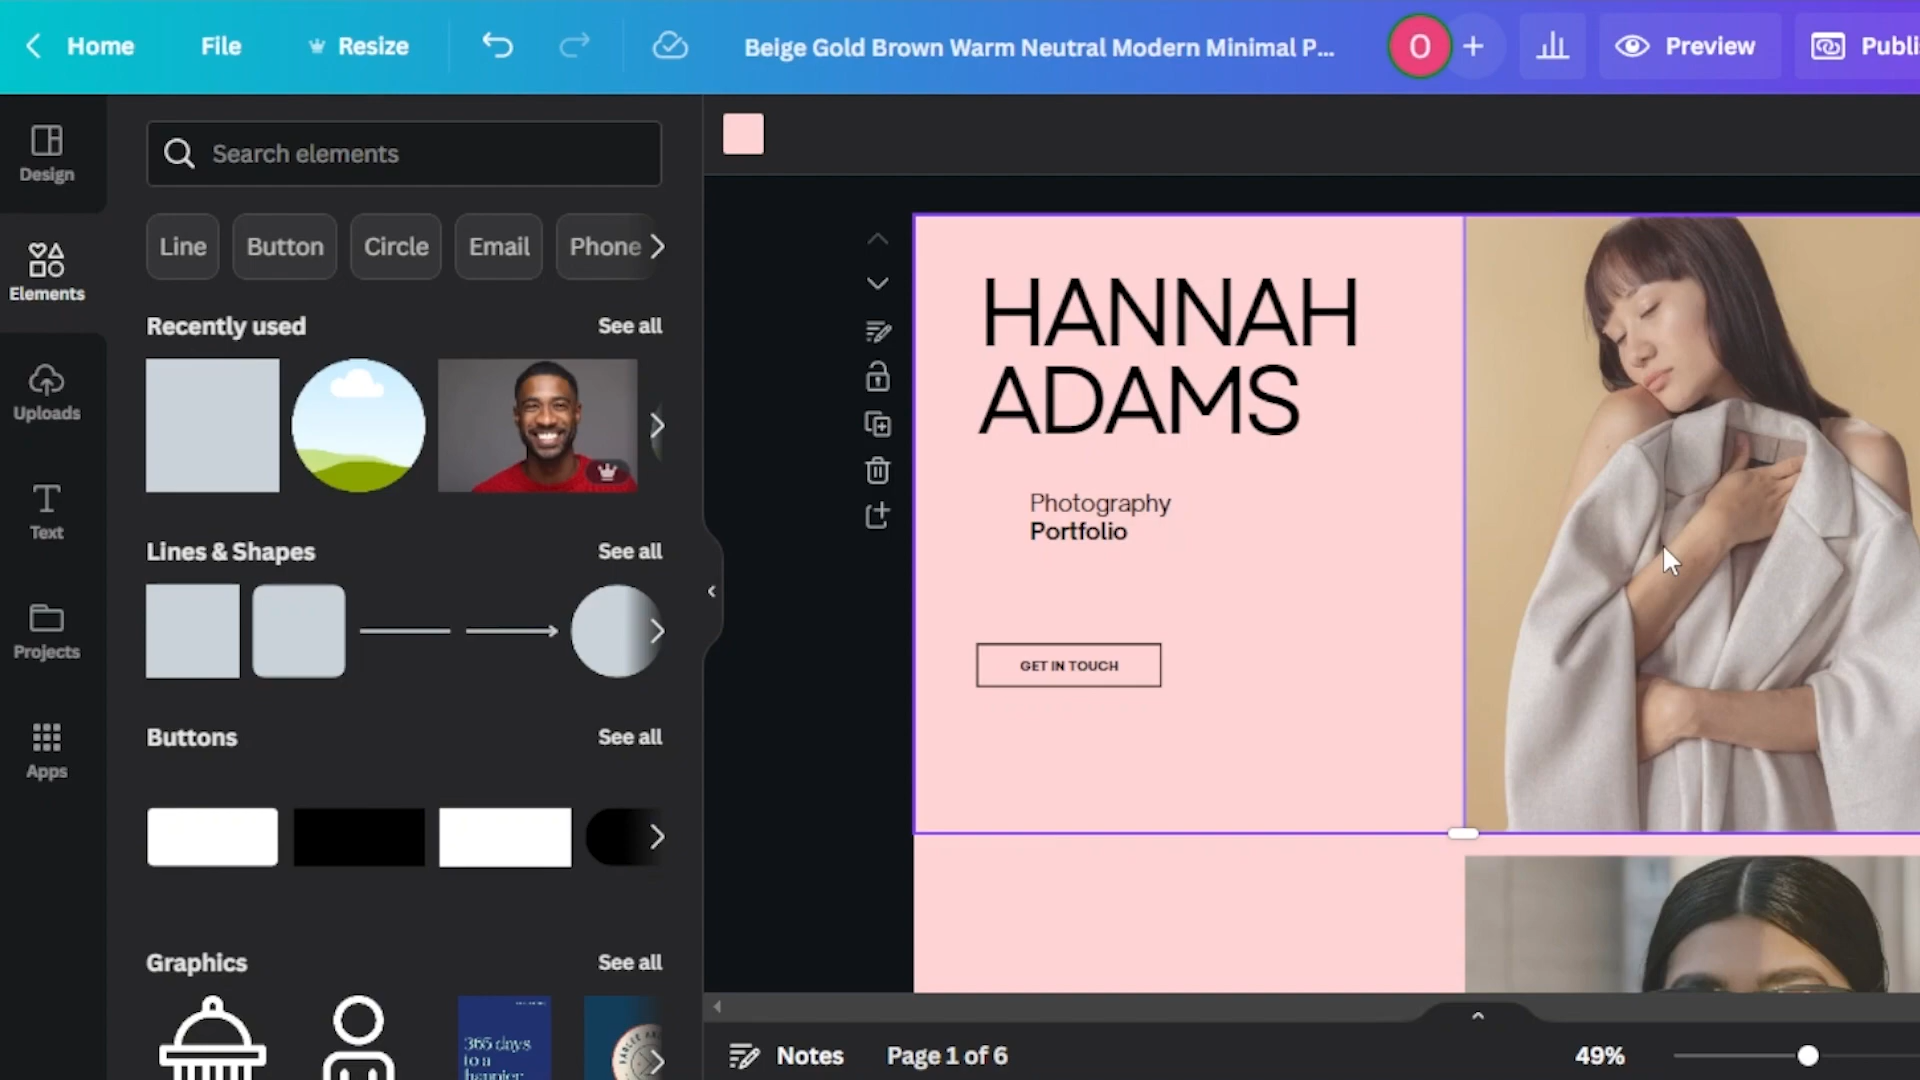 Home
File
Resize
Beige Gold Brown Warm Neutral Modern Minimal P...
O
Preview
Publi
Design
Elements
Uploads
Text
Projects
Apps
Search elements
Line
Button
Circle
Email
Phone
Recently used
See all
Lines & Shapes
See all
Buttons
See all
Graphics
See all
365 days
to a
happier
HANNAH
ADAMS
Photography
Portfolio
GET IN TOUCH
Notes
Page 1 of 6
49%